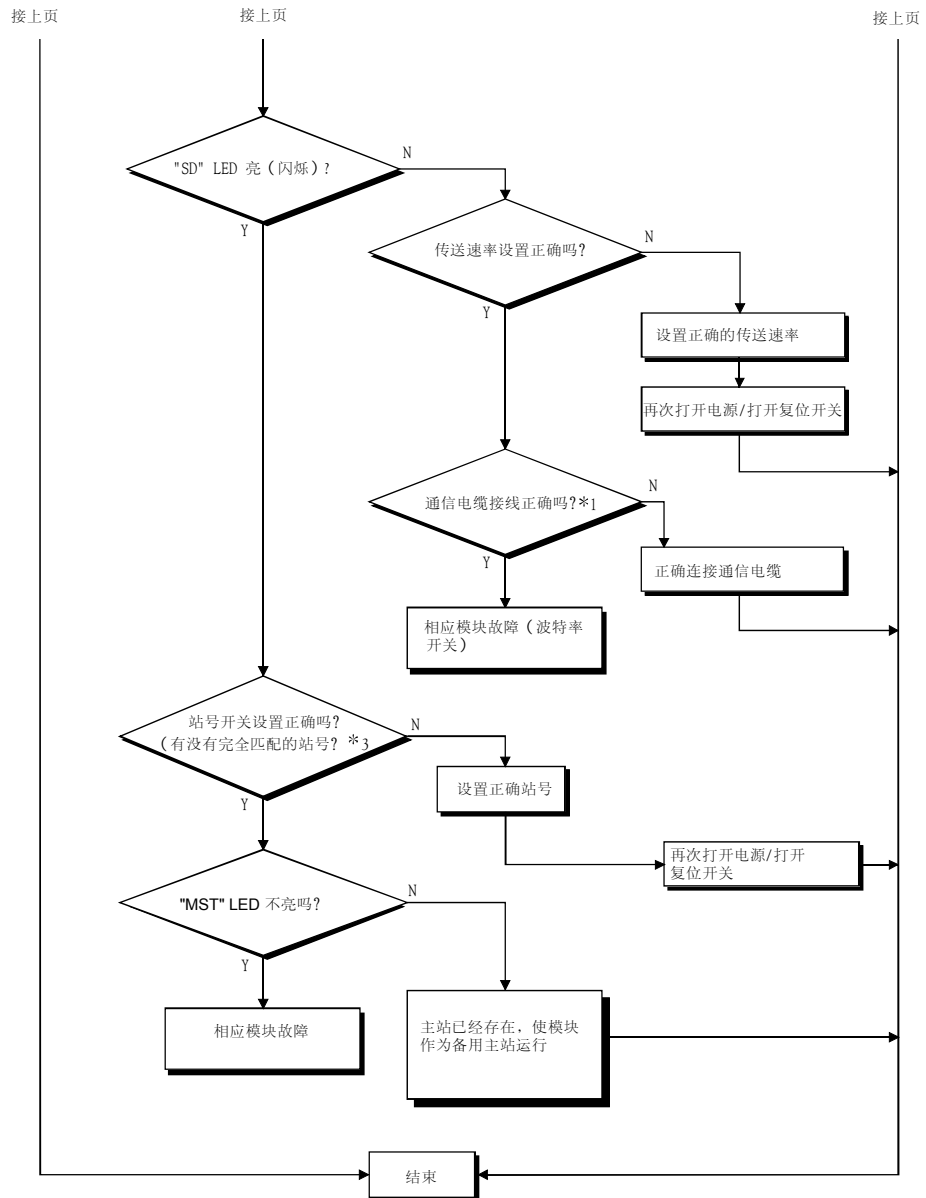 接上页
接上页
接上页
"SD" LED 亮(闪烁)?
N
Y
传送速率设置正确吗?
N
Y
设置正确的传送速率
再次打开电源/打开复位开关
通信电缆接线正确吗?*1
N
Y
正确连接通信电缆
相应模块故障(波特率
开关)
站号开关设置正确吗?
(有没有完全匹配的站号? *3
N
Y
设置正确站号
再次打开电源/打开
复位开关
"MST" LED 不亮吗?
N
Y
相应模块故障
主站已经存在,使模块
作为备用主站运行
结束